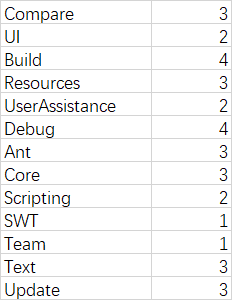 Compare 3
UI 2
Build 4
Resources 3
UserAssistance 2
Debug 4
Ant 3
Core 3
Scripting 2
SWT 1
Team 1
Text 3
Update 3